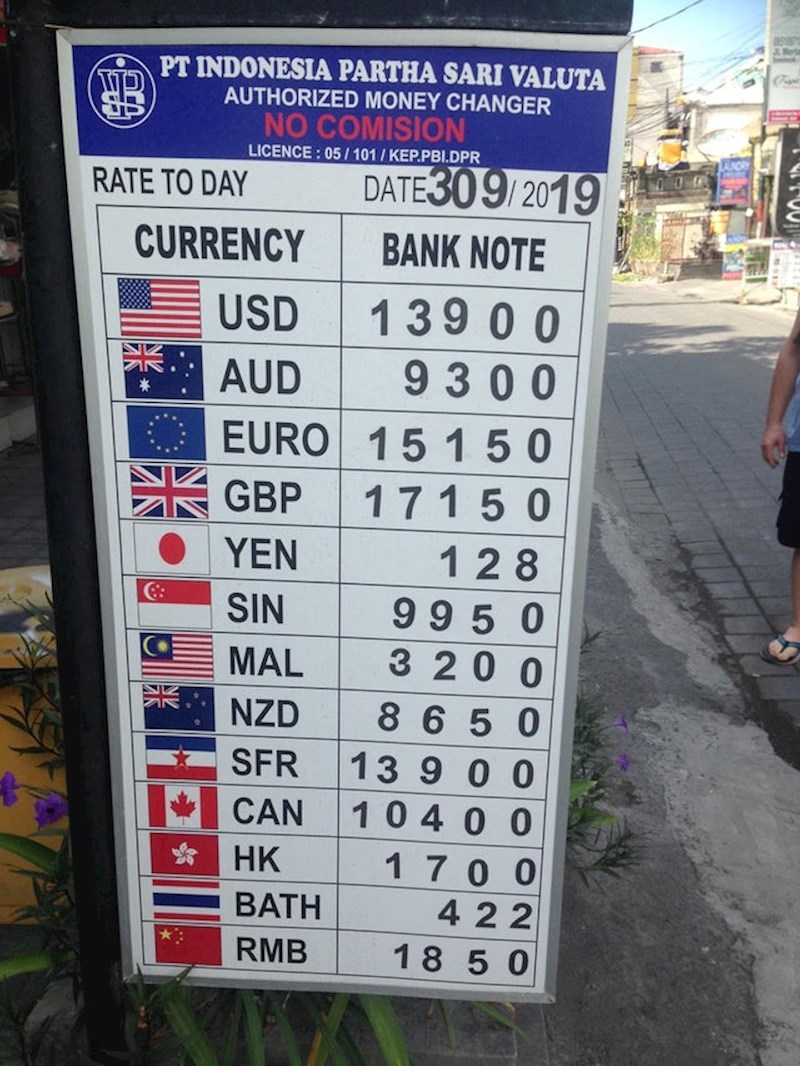 PT INDONESIA PARTHA SARI VALUTA
AUTHORIZED MONEY CHANGER
NO COMISION
LICENCE : 05 / 101 / KEP.PBI.DPR
RATE TO DAY DATE 309/ 2019
CURRENCY BANK NOTE
USD 13900
AUD 9300
EURO 15150
GBP 17150
YEN 128
SIN 9950
MAL 3200
NZD 8650
SFR 13900
CAN 10400
HK 1700
BATH 422
RMB 1850
LAUNDRY